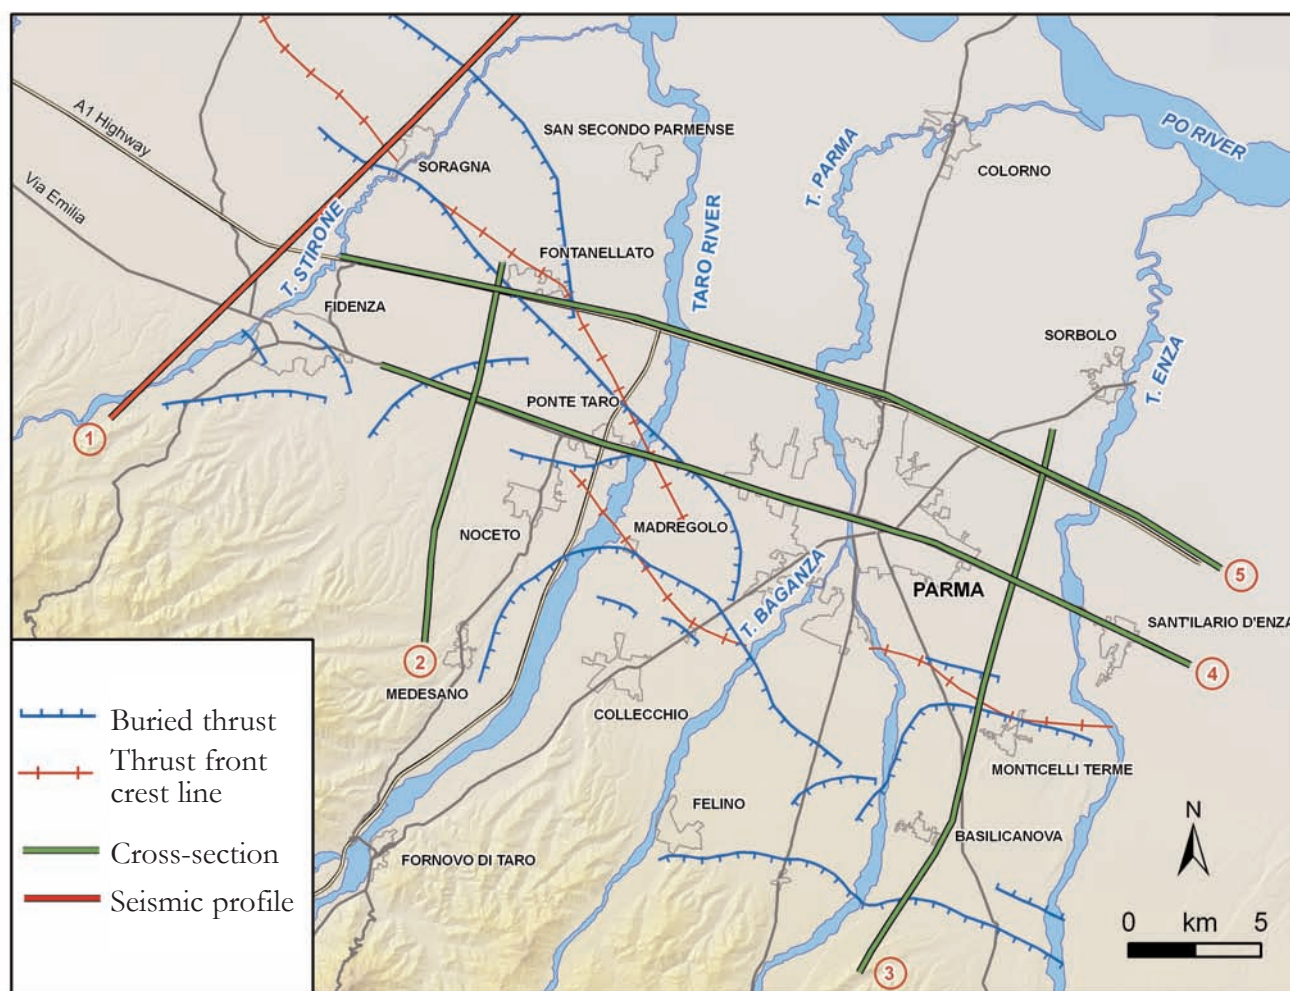 A1 Highway
Via Emilia
SAN SECONDO PARMENSE
SORAGNA
T. STIRONE
FONTANELLATO
TARO RIVER
T. PARMA
COLORNO
PO RIVER
FIDENZA
SORBOLO
T. ENZA
PONTE TARO
1
NOCETO
MADREGOLO
T. BAGANZA
PARMA
5
SANT'ILARIO D'ENZA
4
2
MEDESANO
COLLECCHIO
MONTICELLI TERME
FELINO
BASILICANOVA
FORNOVO DI TARO
3
Buried thrust
Thrust front
crest line
Cross-section
Seismic profile
N
0 km 5